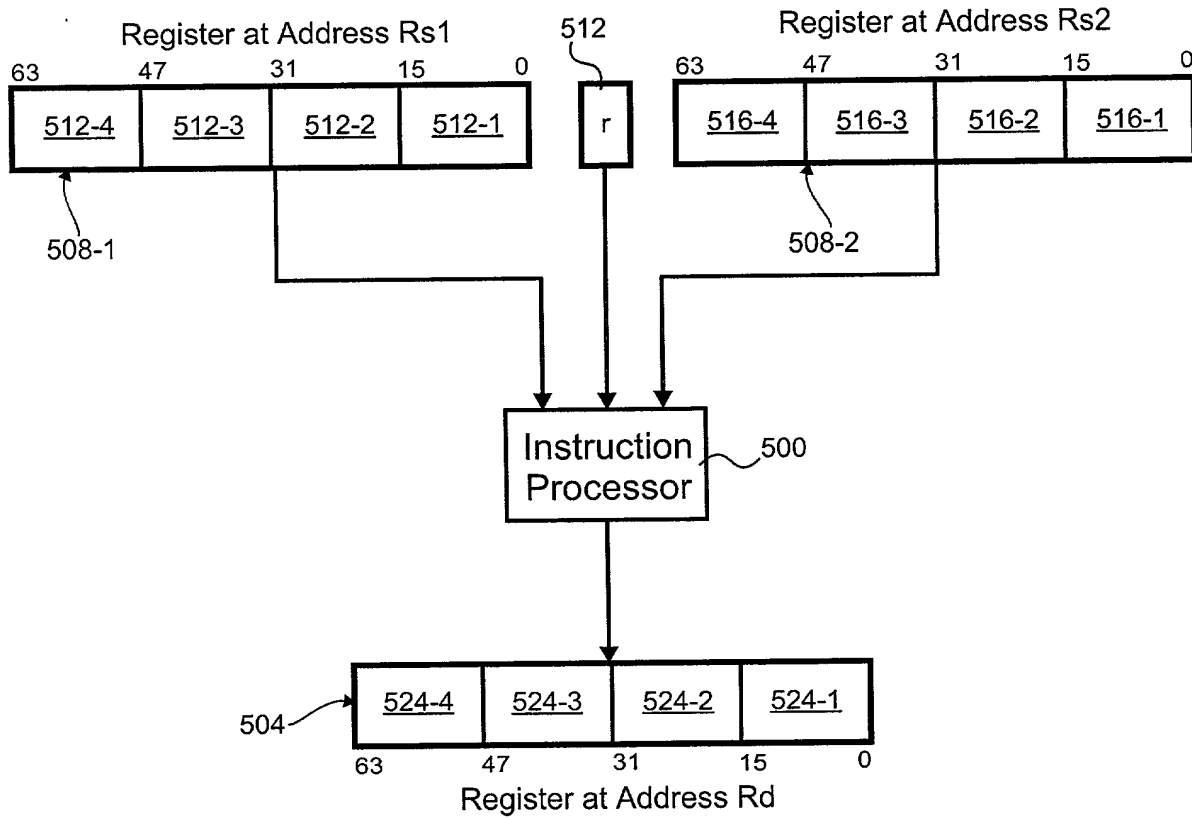 Register at Address Rs1
512
Register at Address Rs2
63 47 31 15 0
63 47 31 15 0
512-4 512-3 512-2 512-1
r
516-4 516-3 516-2 516-1
508-1
508-2
Instruction
Processor
500
504
524-4 524-3 524-2 524-1
63 47 31 15 0
Register at Address Rd